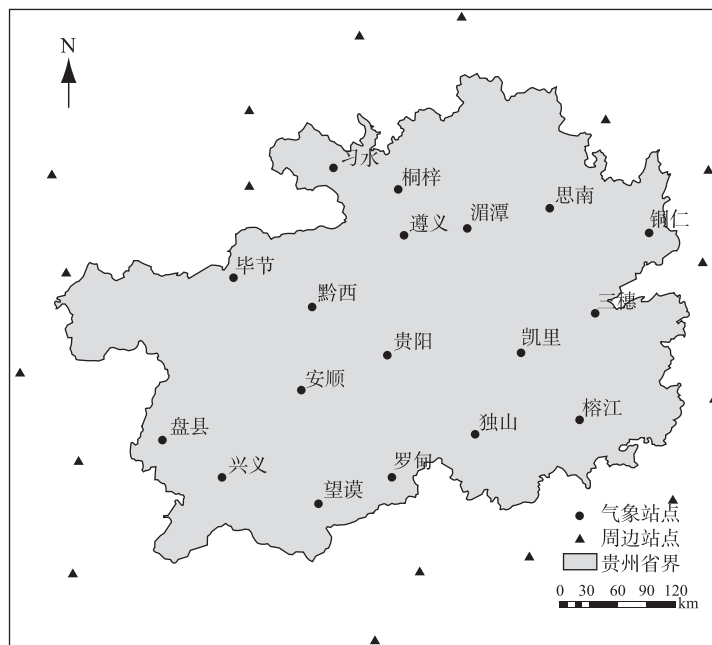 N
习水
桐梓
思南
湄潭
铜仁
遵义
毕节
黔西
三穗
贵阳
凯里
安顺
榕江
盘县
独山
兴义
罗甸
望谟
气象站点
周边站点
贵州省界
0 30 60 90 120
km